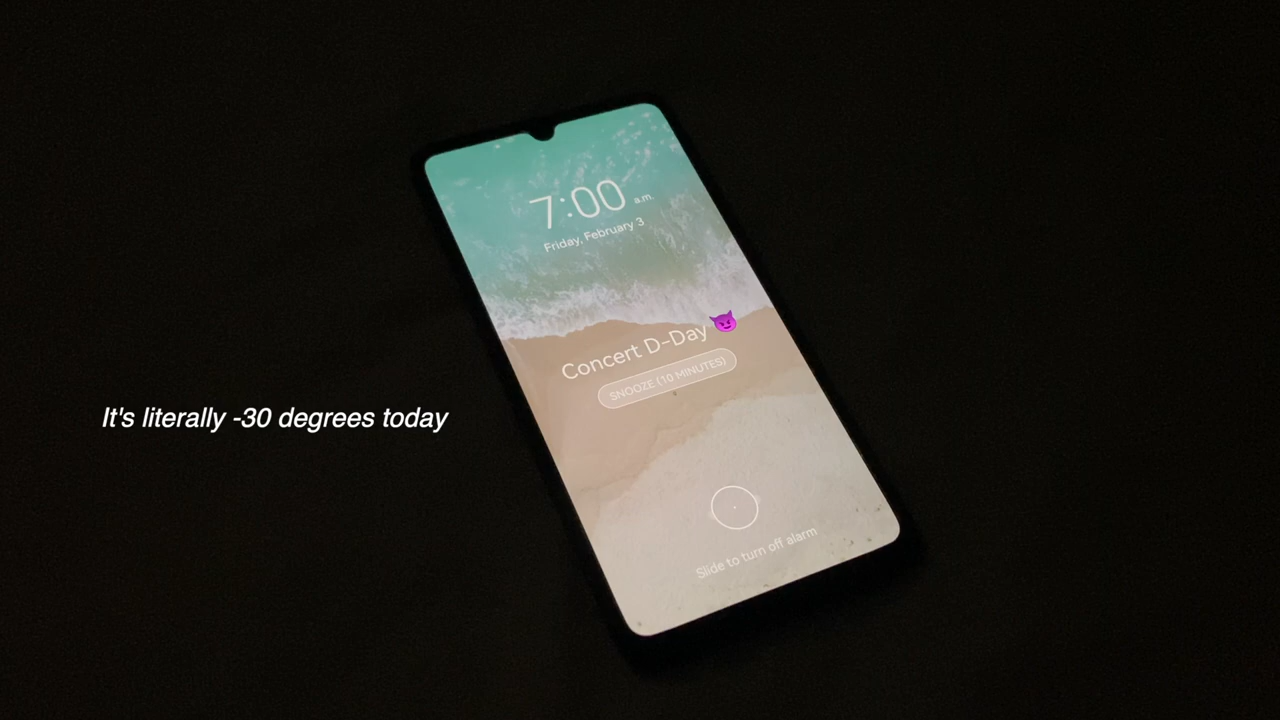 7:00 a.m.
Friday, February 3
Concert D-Day 😈
SNOOZE (10 MINUTES)
It's literally -30 degrees today
Slide to turn off alarm